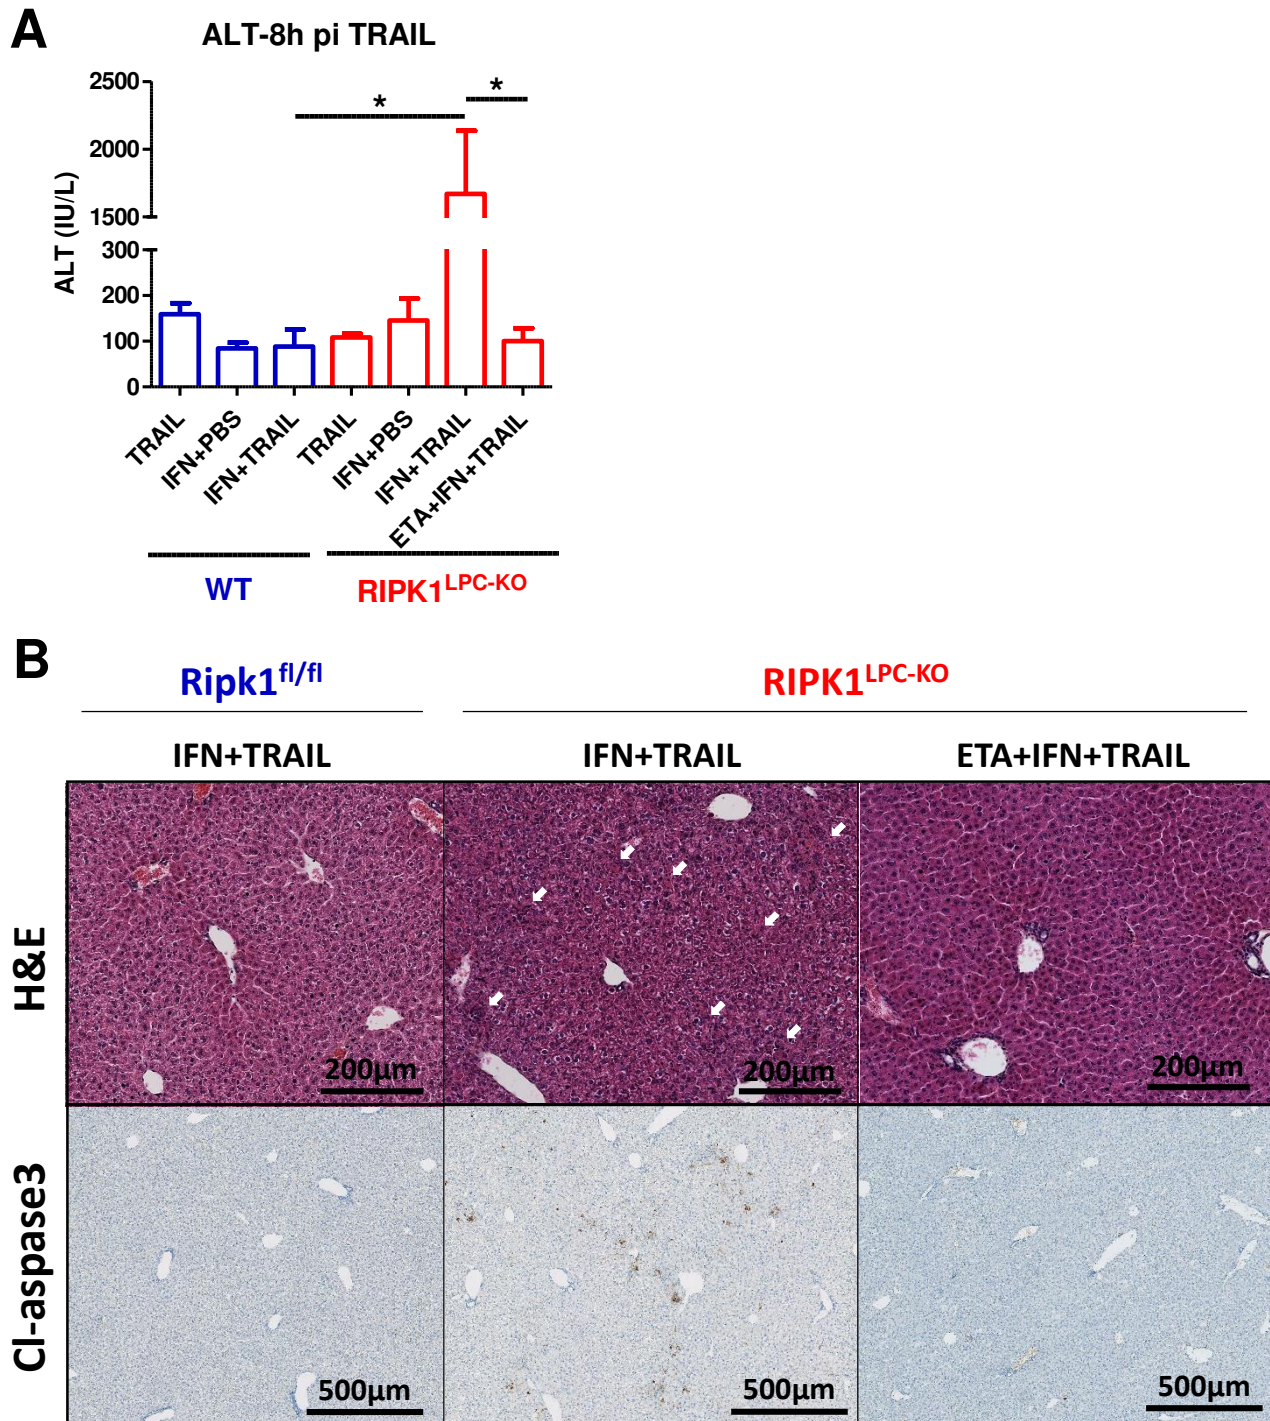 A
ALT-8h pi TRAIL
ALT (IU/L)
2500
2000
1500
300
200
100
0
*
*
TRAIL
IFN+PBS
IFN+TRAIL
TRAIL
IFN+PBS
IFN+TRAIL
ETA+IFN+TRAIL
WT
RIPK1LPC-KO
B
Ripk1fl/fl
RIPK1LPC-KO
IFN+TRAIL
IFN+TRAIL
ETA+IFN+TRAIL
H&E
200µm
200µm
200µm
Cl-aspase3
500µm
500µm
500µm